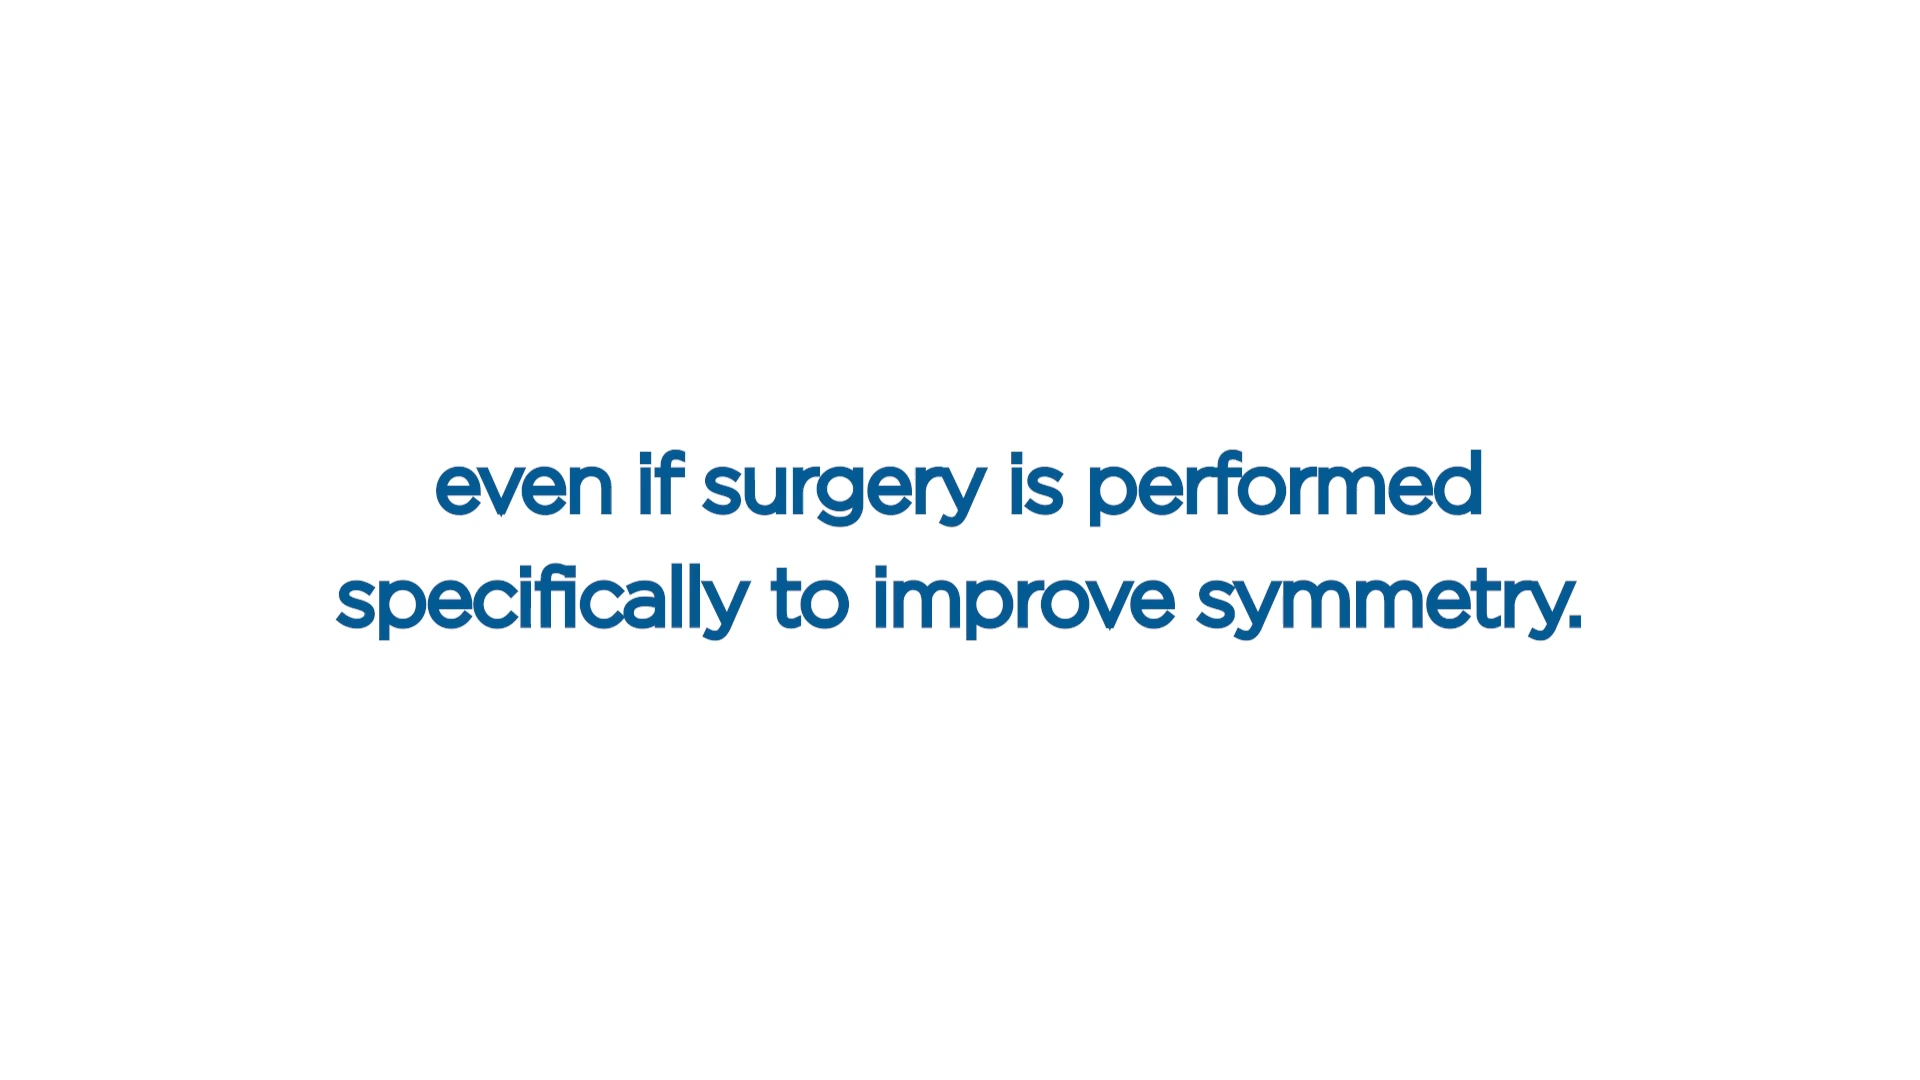 even if surgery is performed
specifically to improve symmetry.